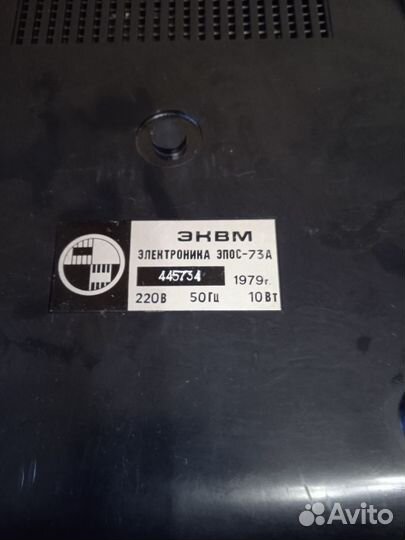 ЭКВМ
ЭЛЕКТРОНИКА ЭПОС-73А
445734 1979г.
220В 50Гц 10Вт
Avito